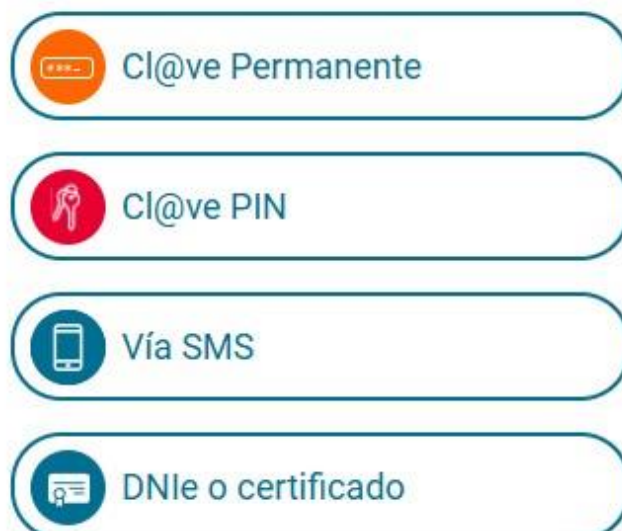 Cl@ve Permanente
Cl@ve PIN
Vía SMS
DNIe o certificado